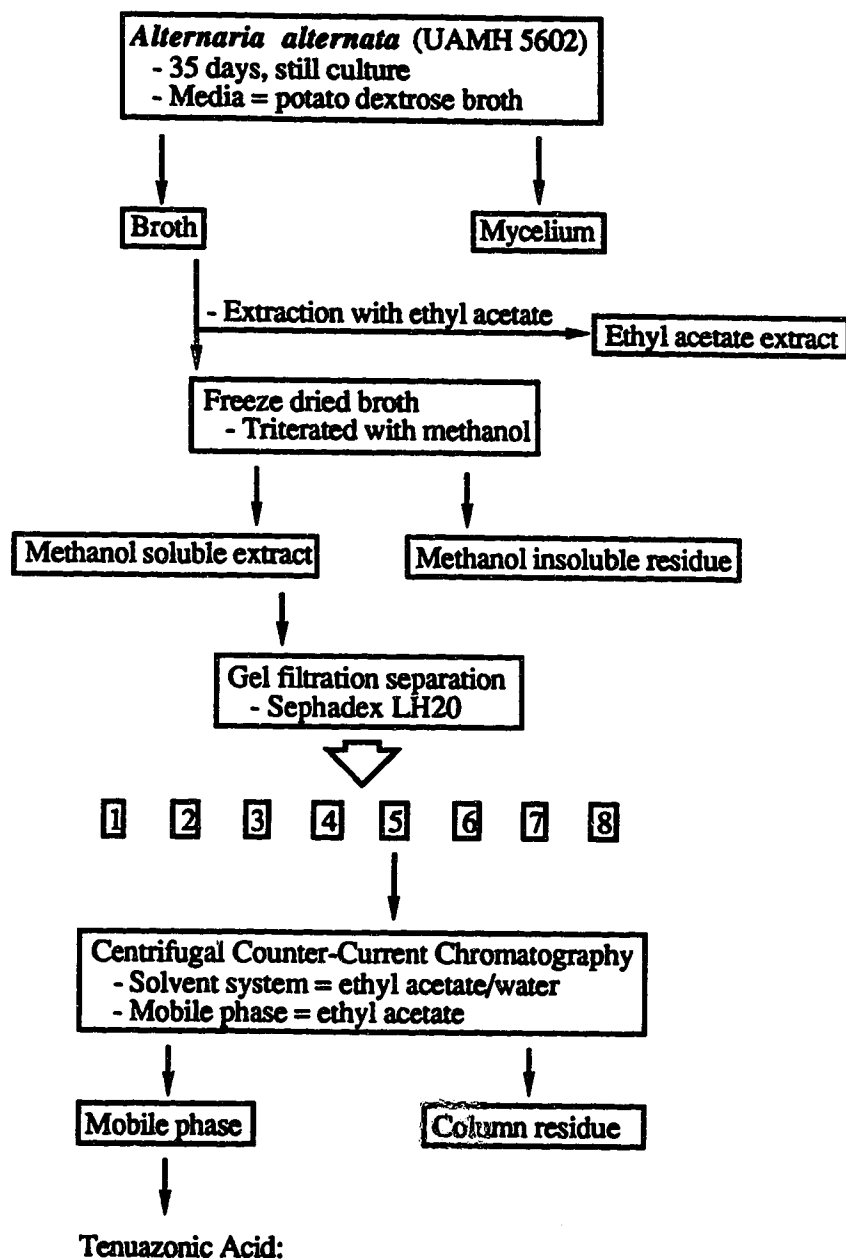 Alternaria alternata (UAMH 5602)
- 35 days, still culture
- Media = potato dextrose broth
Broth
Mycelium
- Extraction with ethyl acetate
Ethyl acetate extract
Freeze dried broth
- Triterated with methanol
Methanol soluble extract
Methanol insoluble residue
Gel filtration separation
- Sephadex LH20
1 2 3 4 5 6 7 8
Centrifugal Counter-Current Chromatography
- Solvent system = ethyl acetate/water
- Mobile phase = ethyl acetate
Mobile phase
Column residue
Tenuazonic Acid: